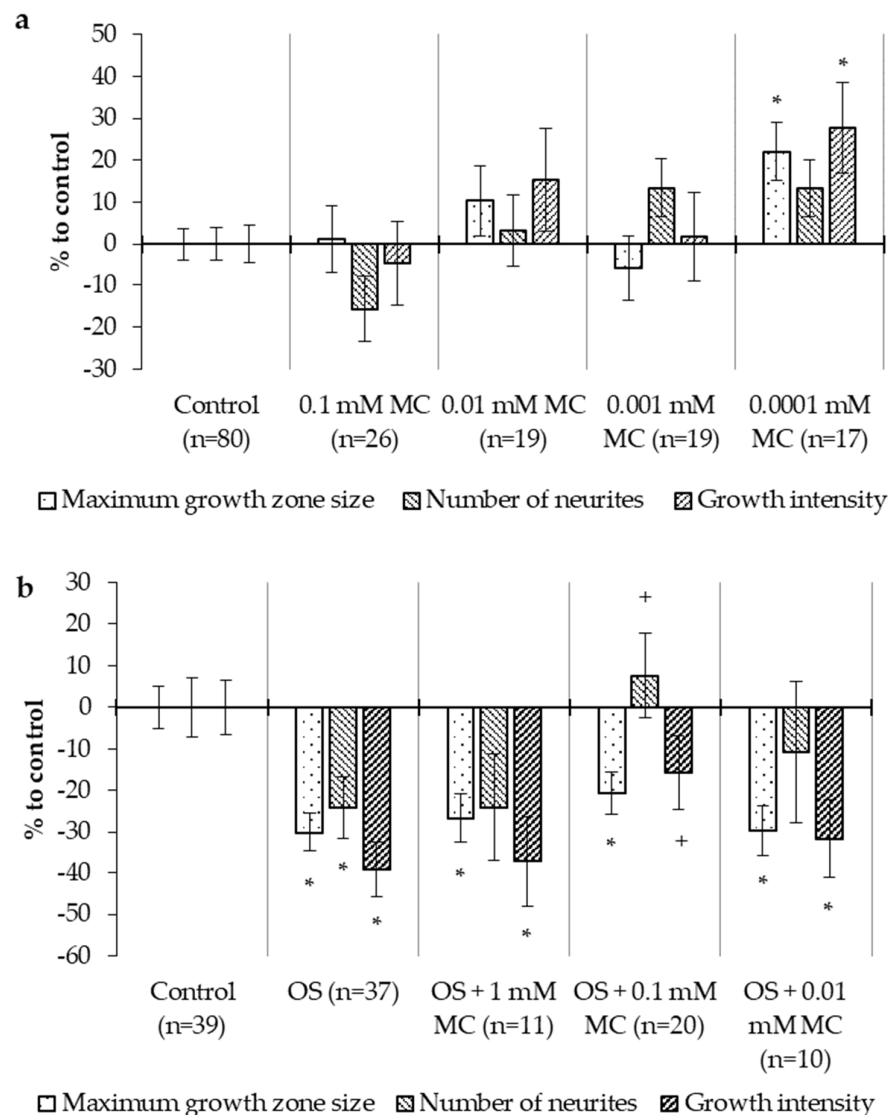 a
% to control
50
40
30
20
10
0
-10
-20
-30
* *
Control
(n=80)
0.1 mM MC
(n=26)
0.01 mM MC
(n=19)
0.001 mM
MC (n=19)
0.0001 mM
MC (n=17)
Maximum growth zone size Number of neurites Growth intensity
b
% to control
30
20
10
0
-10
-20
-30
-40
-50
-60
* * *
* *
* + +
* *
Control
(n=39)
OS (n=37)
OS + 1 mM
MC (n=11)
OS + 0.1 mM
MC (n=20)
OS + 0.01
mM MC
(n=10)
Maximum growth zone size Number of neurites Growth intensity